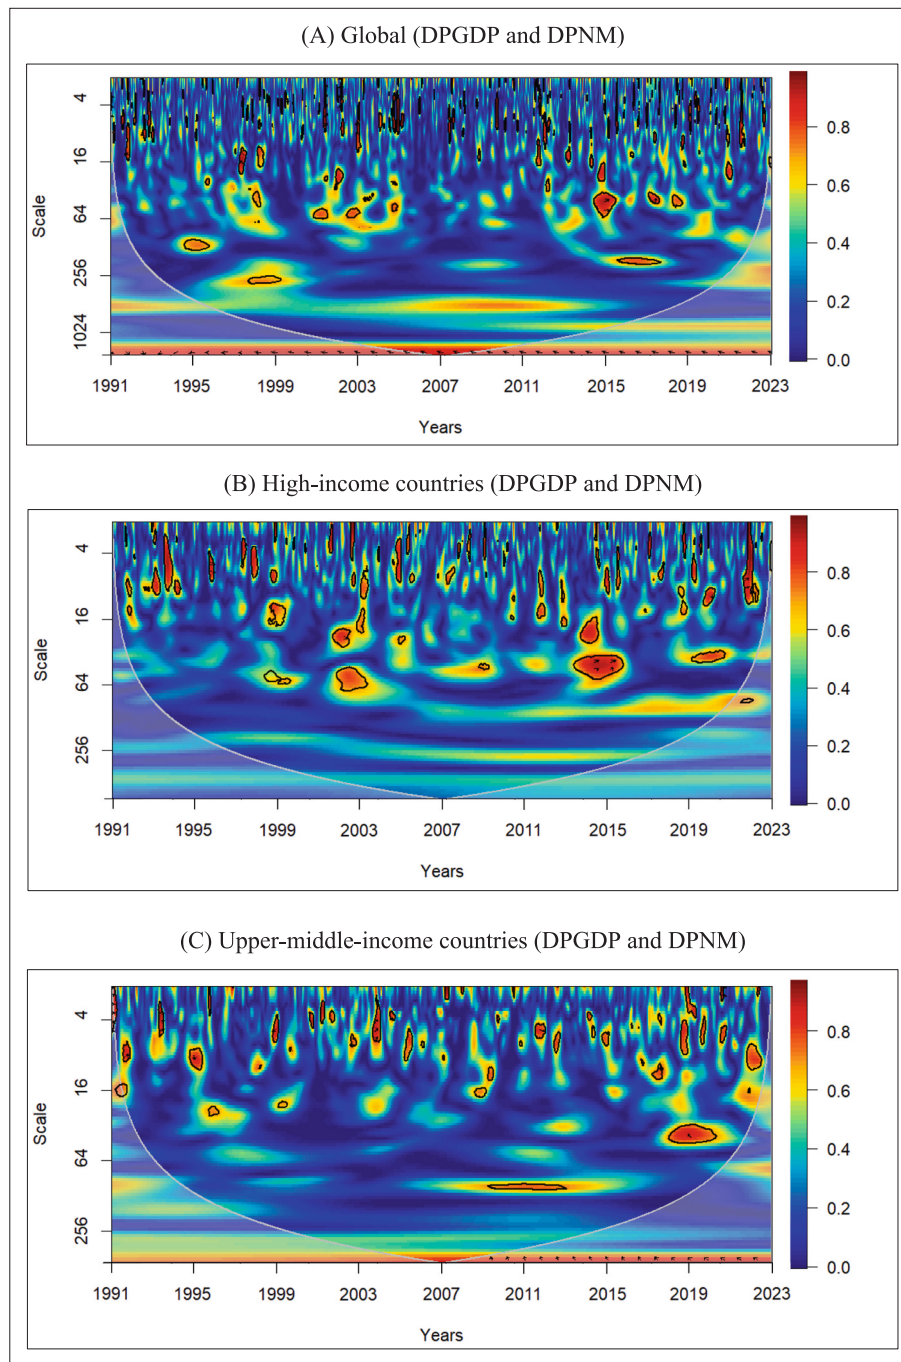 (A) Global (DPGDP and DPNM)
Scale
4
16
64
256
1024
0.8
0.6
0.4
0.2
0.0
1991 1995 1999 2003 2007 2011 2015 2019 2023
Years
(B) High-income countries (DPGDP and DPNM)
Scale
4
16
64
256
0.8
0.6
0.4
0.2
0.0
1991 1995 1999 2003 2007 2011 2015 2019 2023
Years
(C) Upper-middle-income countries (DPGDP and DPNM)
Scale
4
16
64
256
0.8
0.6
0.4
0.2
0.0
1991 1995 1999 2003 2007 2011 2015 2019 2023
Years